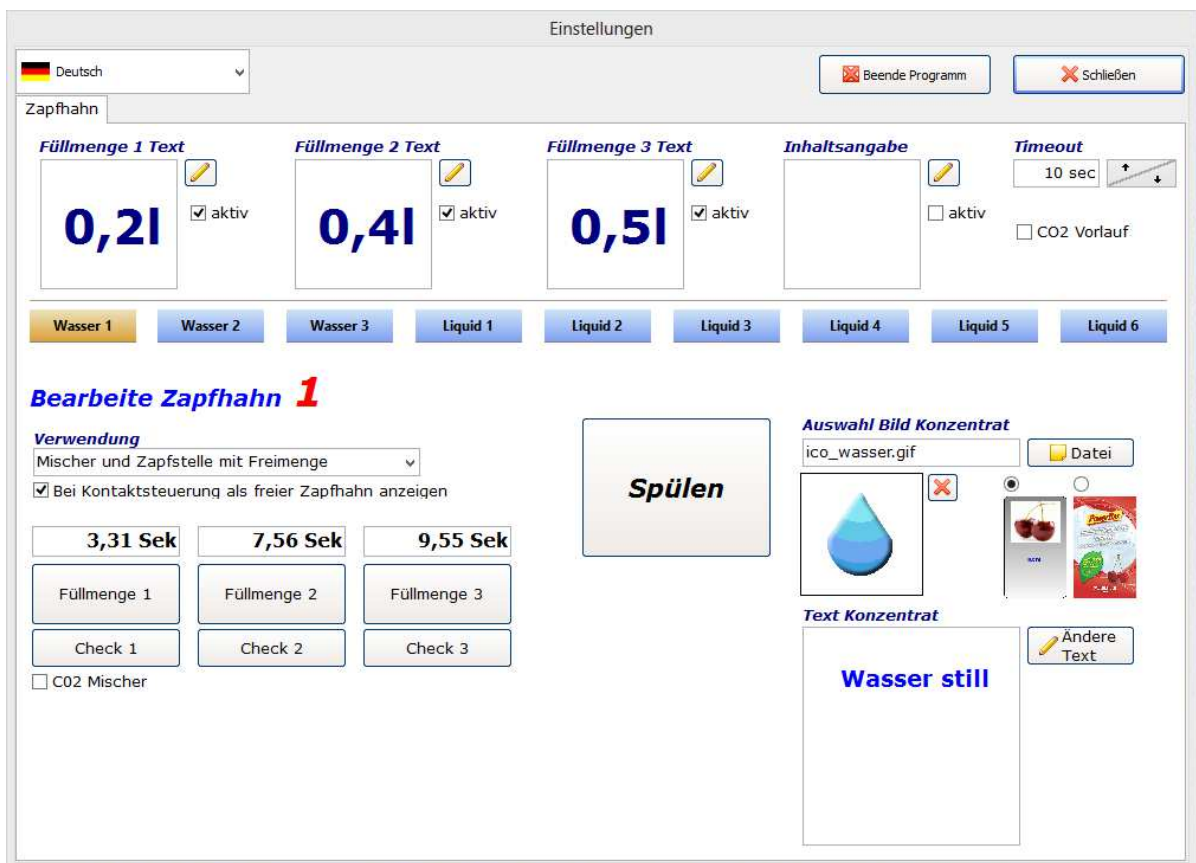 Einstellungen
Deutsch
Beende Programm
Schließen
Zapfhahn
Füllmenge 1 Text
Füllmenge 2 Text
Füllmenge 3 Text
Inhaltsangabe
Timeout
10 sec
aktiv
aktiv
aktiv
aktiv
0,2l
0,4l
0,5l
CO2 Vorlauf
Wasser 1
Wasser 2
Wasser 3
Liquid 1
Liquid 2
Liquid 3
Liquid 4
Liquid 5
Liquid 6
Bearbeite Zapfhahn 1
Verwendung
Mischer und Zapfstelle mit Freimenge
Bei Kontaktsteuerung als freier Zapfhahn anzeigen
3,31 Sek
7,56 Sek
9,55 Sek
Füllmenge 1
Füllmenge 2
Füllmenge 3
Check 1
Check 2
Check 3
C02 Mischer
Spülen
Auswahl Bild Konzentrat
ico_wasser.gif
Datei
Text Konzentrat
Wasser still
Ändere
Text